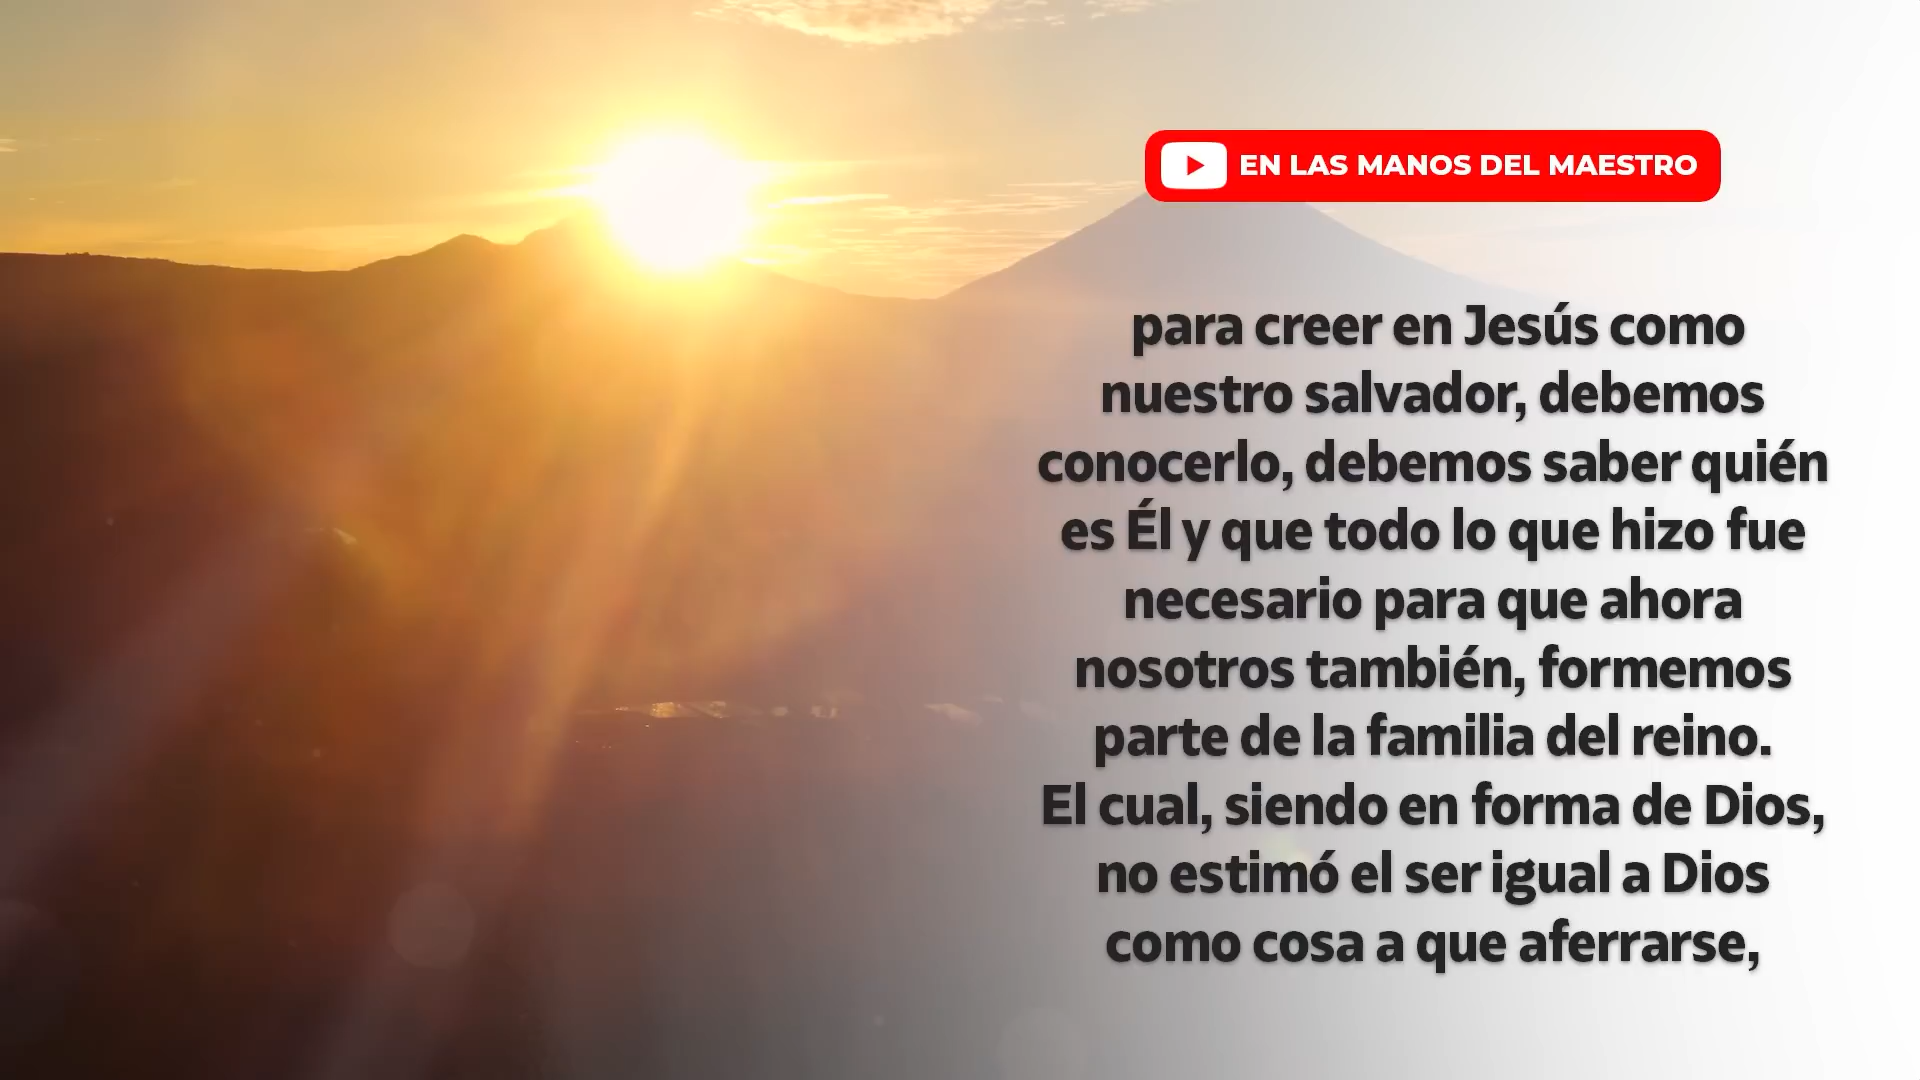 EN LAS MANOS DEL MAESTRO
para creer en Jesús como
nuestro salvador, debemos
conocerlo, debemos saber quién
es Él y que todo lo que hizo fue
necesario para que ahora
nosotros también, formemos
parte de la familia del reino.
El cual, siendo en forma de Dios,
no estimó el ser igual a Dios
como cosa a que aferrarse,